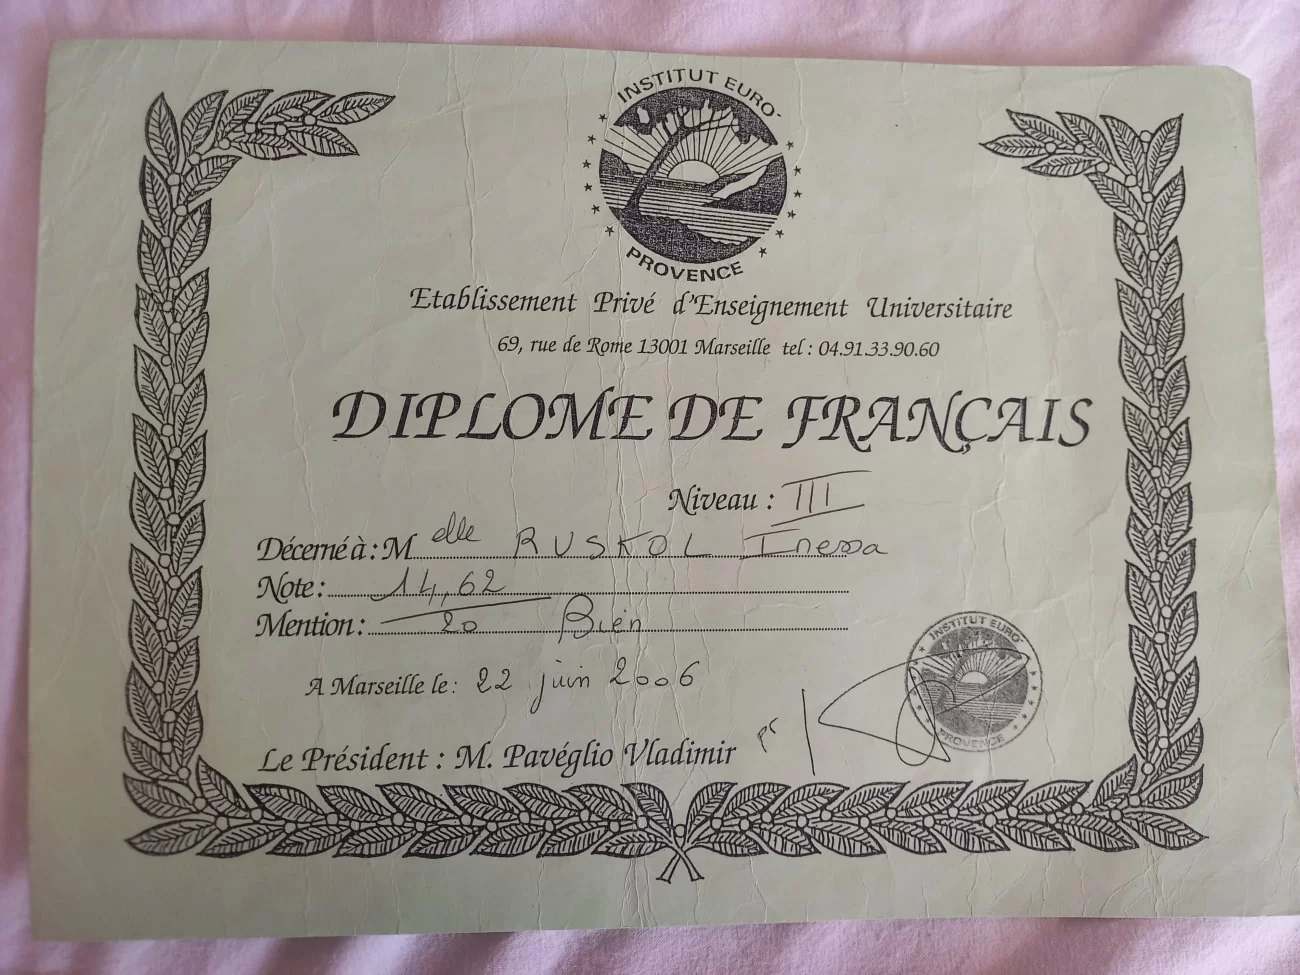 INSTITUT EURO-
PROVENCE
Etablissement Privé d'Enseignement Universitaire
69, rue de Rome 13001 Marseille tel : 04.91.33.90.60
DIPLOME DE FRANÇAIS
Niveau : III
Décerné à : Melle RUSKOL Inessa
Note : 14,62
Mention : 20 Bien
A Marseille le : 22 juin 2006
Le Président : M. Pavéglio Vladimir pr
INSTITUT EURO-
PROVENCE